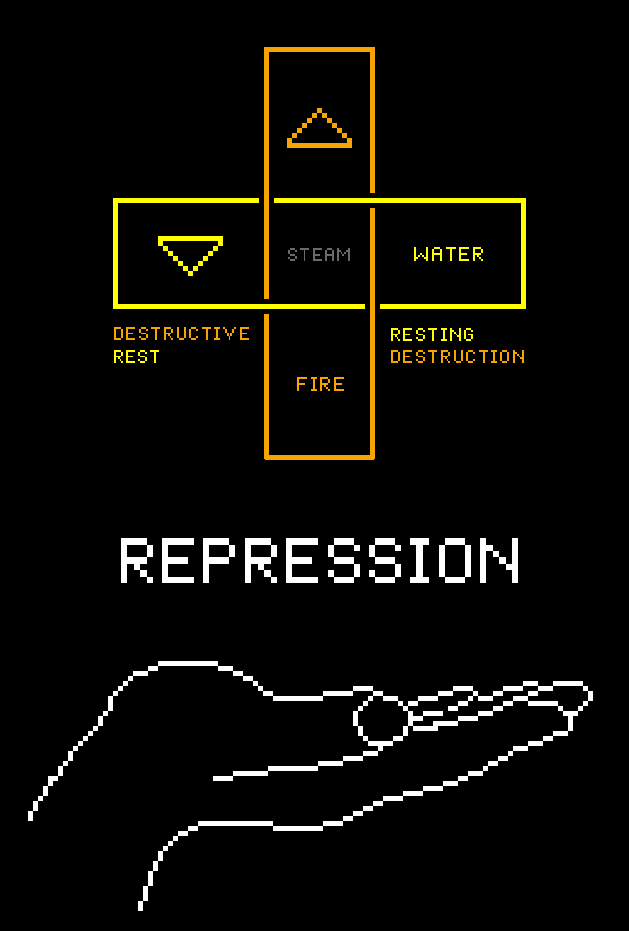 STEAM
WATER
DESTRUCTIVE
REST
RESTING
DESTRUCTION
FIRE
REPRESSION